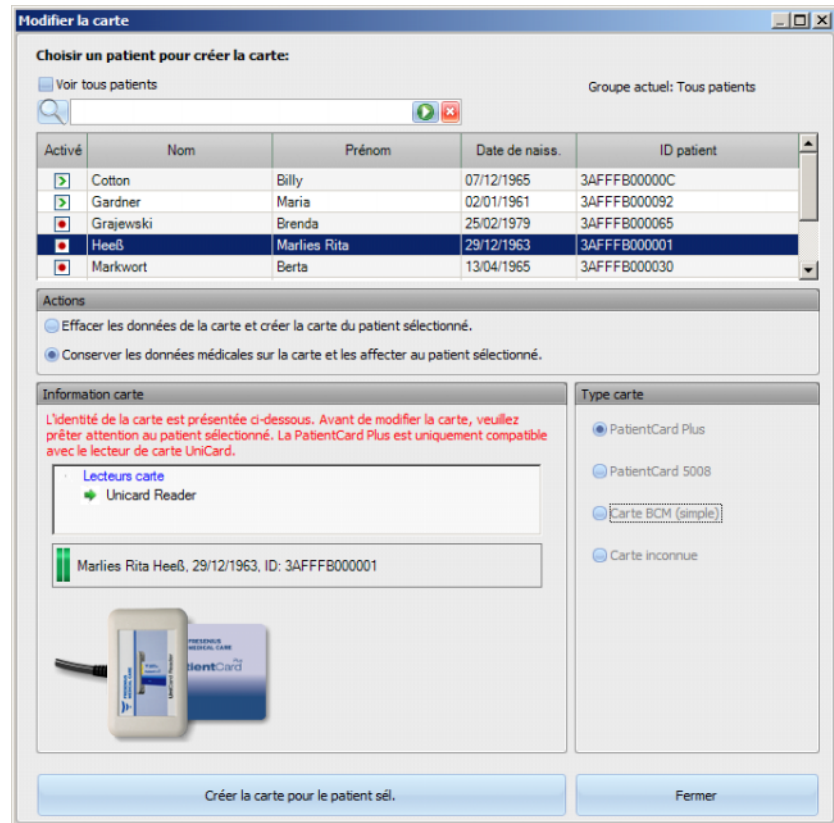 Modifier la carte
Choisir un patient pour créer la carte:
Voir tous patients
Groupe actuel: Tous patients
Activé Nom Prénom Date de naiss. ID patient
Cotton Billy 07/12/1965 3AFFFB00000C
Gardner Maria 02/01/1961 3AFFFB000092
Grajewski Brenda 25/02/1979 3AFFFB000065
Heeß Marlies Rita 29/12/1963 3AFFFB000001
Markwort Berta 13/04/1965 3AFFFB000030
Actions
Effacer les données de la carte et créer la carte du patient sélectionné.
Conserver les données médicales sur la carte et les affecter au patient sélectionné.
Information carte
L'identité de la carte est présentée ci-dessous. Avant de modifier la carte, veuillez
prêter attention au patient sélectionné. La PatientCard Plus est uniquement compatible
avec le lecteur de carte UniCard.
Lecteurs carte
Unicard Reader
Marlies Rita Heeß, 29/12/1963, ID: 3AFFFB000001
FRESENIUS
MEDICAL CARE
Plus
tientCard
UniCard Reader
FRESENIUS
MEDICAL CARE
Type carte
PatientCard Plus
PatientCard 5008
Carte BCM (simple)
Carte inconnue
Créer la carte pour le patient sél.
Fermer